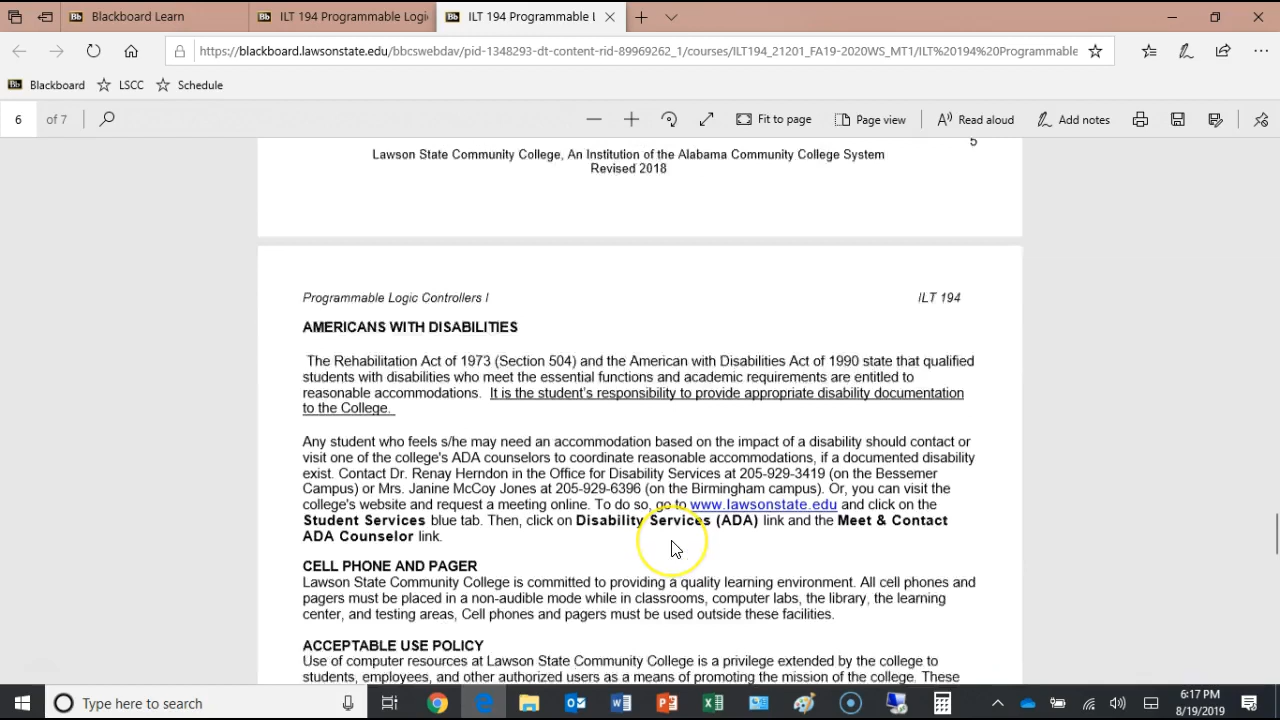 Blackboard Learn
ILT 194 Programmable Logi
ILT 194 Programmable L
https://blackboard.lawsonstate.edu/bbcswebdav/pid-1348293-dt-content-rid-89969262_1/courses/ILT194_21201_FA19-2020WS_MT1/ILT%20194%20Programmable
Blackboard LSCC Schedule
6 of 7 Fit to page Page view Read aloud Add notes
5
Lawson State Community College, An Institution of the Alabama Community College System
Revised 2018
Programmable Logic Controllers I ILT 194
AMERICANS WITH DISABILITIES
The Rehabilitation Act of 1973 (Section 504) and the American with Disabilities Act of 1990 state that qualified
students with disabilities who meet the essential functions and academic requirements are entitled to
reasonable accommodations. It is the student's responsibility to provide appropriate disability documentation
to the College.
Any student who feels s/he may need an accommodation based on the impact of a disability should contact or
visit one of the college's ADA counselors to coordinate reasonable accommodations, if a documented disability
exist. Contact Dr. Renay Herndon in the Office for Disability Services at 205-929-3419 (on the Bessemer
Campus) or Mrs. Janine McCoy Jones at 205-929-6396 (on the Birmingham campus). Or, you can visit the
college's website and request a meeting online. To do so, go to www.lawsonstate.edu and click on the
Student Services blue tab. Then, click on Disability Services (ADA) link and the Meet & Contact
ADA Counselor link.
CELL PHONE AND PAGER
Lawson State Community College is committed to providing a quality learning environment. All cell phones and
pagers must be placed in a non-audible mode while in classrooms, computer labs, the library, the learning
center, and testing areas, Cell phones and pagers must be used outside these facilities.
ACCEPTABLE USE POLICY
Use of computer resources at Lawson State Community College is a privilege extended by the college to
students, employees, and other authorized users as a means of promoting the mission of the college. These
Type here to search
6:17 PM
8/19/2019